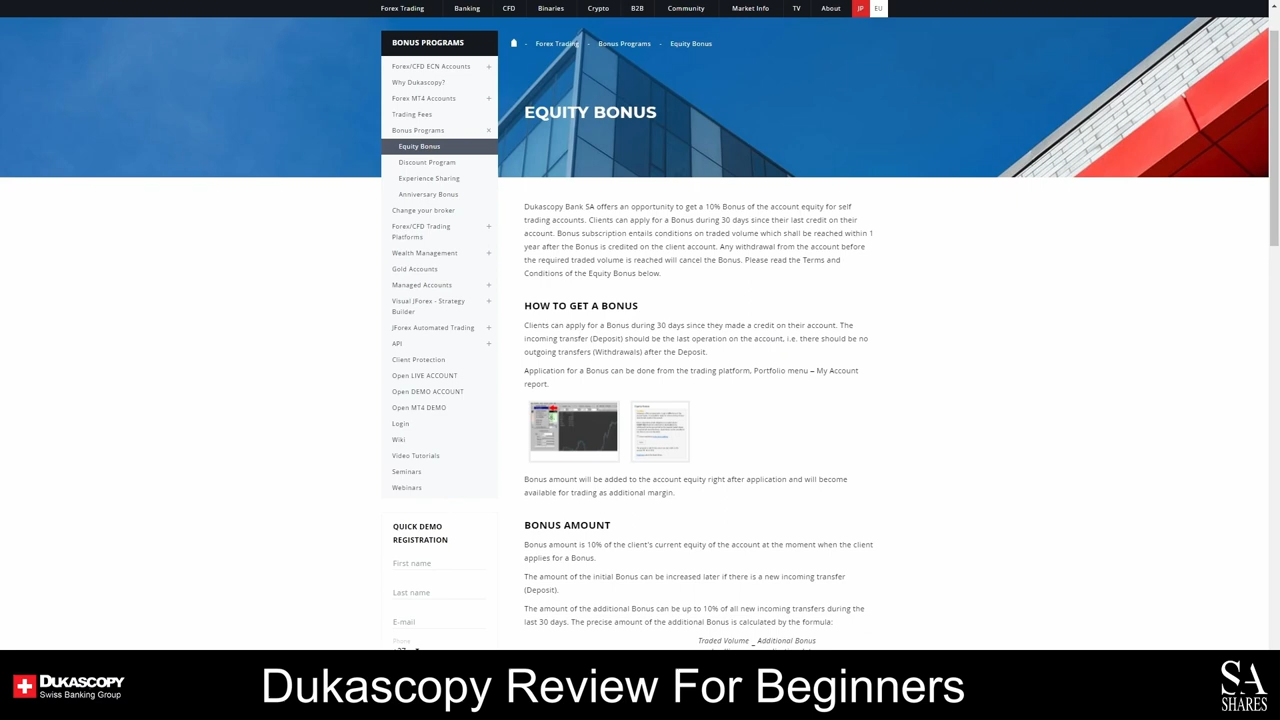 Forex Trading Banking CFD Binaries Crypto B2B Community Market Info TV About JP EU
BONUS PROGRAMS
Forex/CFD ECN Accounts +
Why Dukascopy?
Forex MT4 Accounts +
Trading Fees
Bonus Programs ×
Equity Bonus
Discount Program
Experience Sharing
Anniversary Bonus
Change your broker
Forex/CFD Trading +
Platforms
Wealth Management +
Gold Accounts
Managed Accounts +
Visual JForex - Strategy +
Builder
JForex Automated Trading +
API +
Client Protection
Open LIVE ACCOUNT
Open DEMO ACCOUNT
Open MT4 DEMO
Login
Wiki
Video Tutorials
Seminars
Webinars
QUICK DEMO
REGISTRATION
First name
Last name
E-mail
Phone
- Forex Trading - Bonus Programs - Equity Bonus
EQUITY BONUS
Dukascopy Bank SA offers an opportunity to get a 10% Bonus of the account equity for self
trading accounts. Clients can apply for a Bonus during 30 days since their last credit on their
account. Bonus subscription entails conditions on traded volume which shall be reached within 1
year after the Bonus is credited on the client account. Any withdrawal from the account before
the required traded volume is reached will cancel the Bonus. Please read the Terms and
Conditions of the Equity Bonus below.
HOW TO GET A BONUS
Clients can apply for a Bonus during 30 days since they made a credit on their account. The
incoming transfer (Deposit) should be the last operation on the account, i.e. there should be no
outgoing transfers (Withdrawals) after the Deposit.
Application for a Bonus can be done from the trading platform, Portfolio menu – My Account
report.
Bonus amount will be added to the account equity right after application and will become
available for trading as additional margin.
BONUS AMOUNT
Bonus amount is 10% of the client's current equity of the account at the moment when the client
applies for a Bonus.
The amount of the initial Bonus can be increased later if there is a new incoming transfer
(Deposit).
The amount of the additional Bonus can be up to 10% of all new incoming transfers during the
last 30 days. The precise amount of the additional Bonus is calculated by the formula:
Traded Volume _ Additional Bonus
DUKASCOPY
Swiss Banking Group
Dukascopy Review For Beginners
SA
SHARES